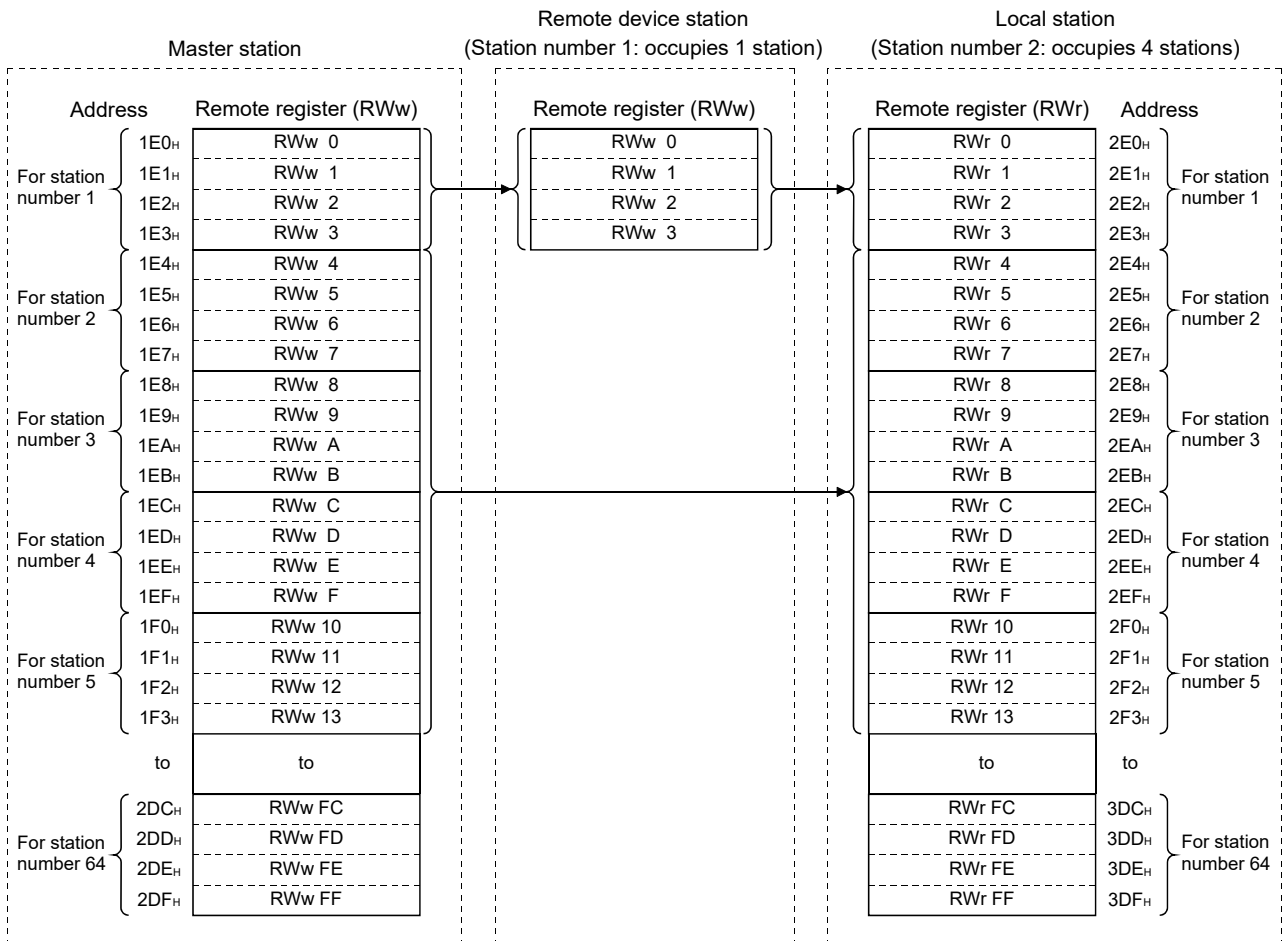 Master station
Remote device station
(Station number 1: occupies 1 station)
Local station
(Station number 2: occupies 4 stations)
Address Remote register (RWw) Remote register (RWw) Remote register (RWr) Address
For station number 1
1E0H RWw 0 RWw 0 RWr 0 2E0H
1E1H RWw 1 RWw 1 RWr 1 2E1H
1E2H RWw 2 RWw 2 RWr 2 2E2H
1E3H RWw 3 RWw 3 RWr 3 2E3H
For station number 1
For station number 2
1E4H RWw 4 RWr 4 2E4H
1E5H RWw 5 RWr 5 2E5H
1E6H RWw 6 RWr 6 2E6H
1E7H RWw 7 RWr 7 2E7H
For station number 2
For station number 3
1E8H RWw 8 RWr 8 2E8H
1E9H RWw 9 RWr 9 2E9H
1EAH RWw A RWr A 2EAH
1EBH RWw B RWr B 2EBH
For station number 3
For station number 4
1ECH RWw C RWr C 2ECH
1EDH RWw D RWr D 2EDH
1EEH RWw E RWr E 2EEH
1EFH RWw F RWr F 2EFH
For station number 4
For station number 5
1F0H RWw 10 RWr 10 2F0H
1F1H RWw 11 RWr 11 2F1H
1F2H RWw 12 RWr 12 2F2H
1F3H RWw 13 RWr 13 2F3H
For station number 5
to to to to
For station number 64
2DCH RWw FC RWr FC 3DCH
2DDH RWw FD RWr FD 3DDH
2DEH RWw FE RWr FE 3DEH
2DFH RWw FF RWr FF 3DFH
For station number 64